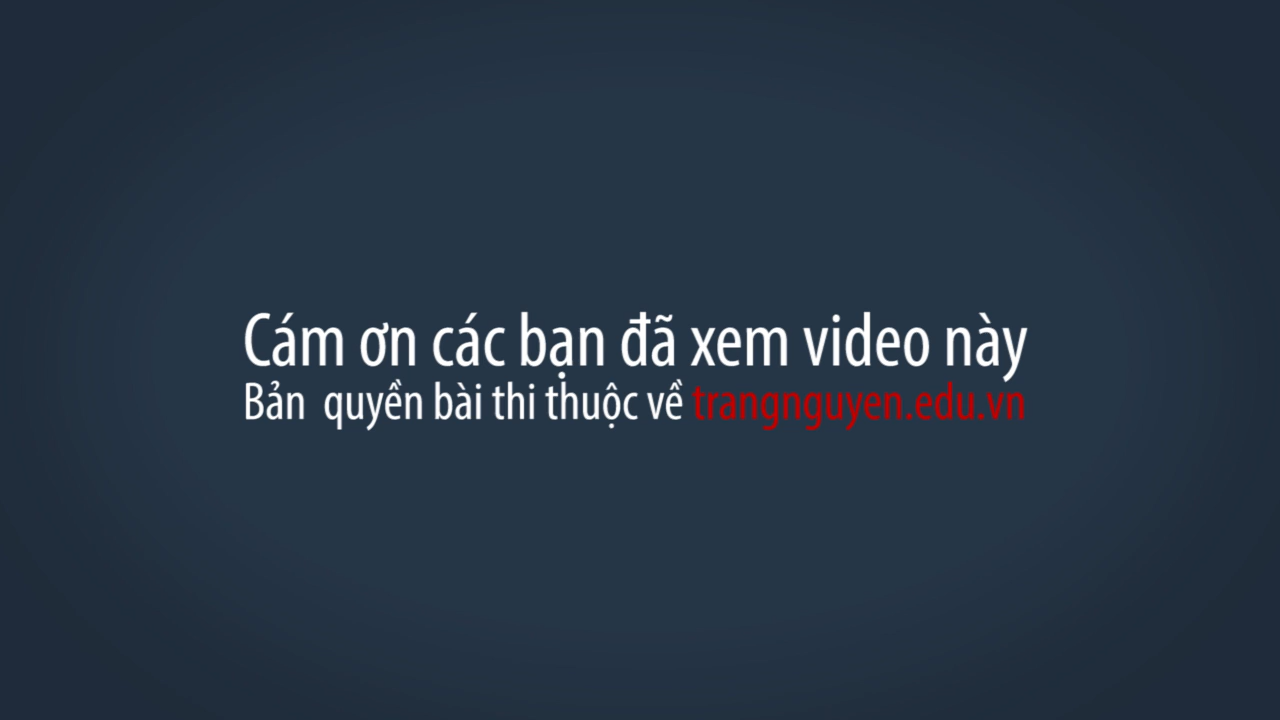 Cám ơn các bạn đã xem video này
Bản quyền bài thi thuộc về trangnguyen.edu.vn